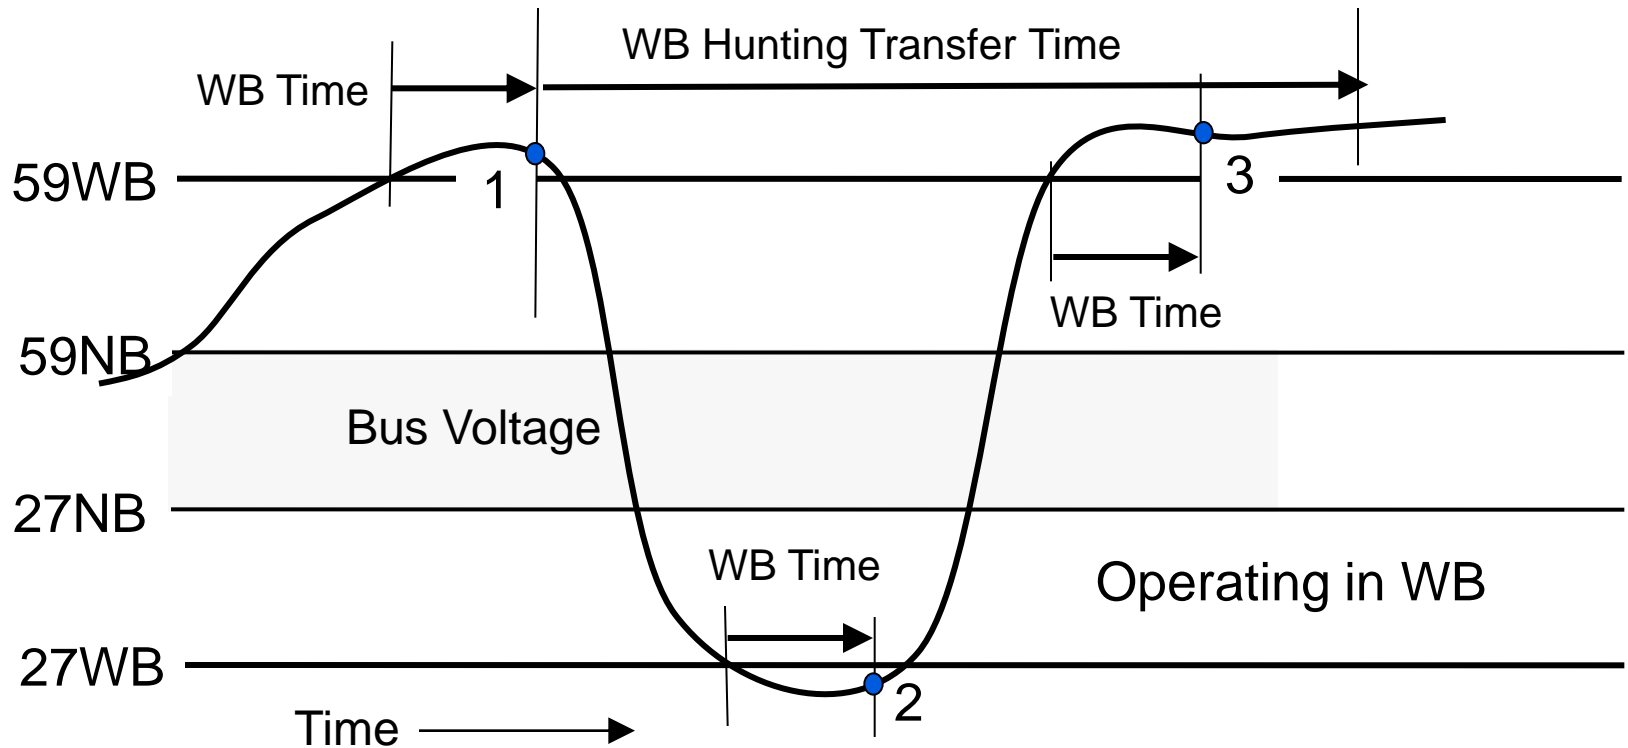 WB Hunting Transfer Time
WB Time
59WB
1
3
WB Time
59NB
Bus Voltage
27NB
WB Time
Operating in WB
27WB
2
Time